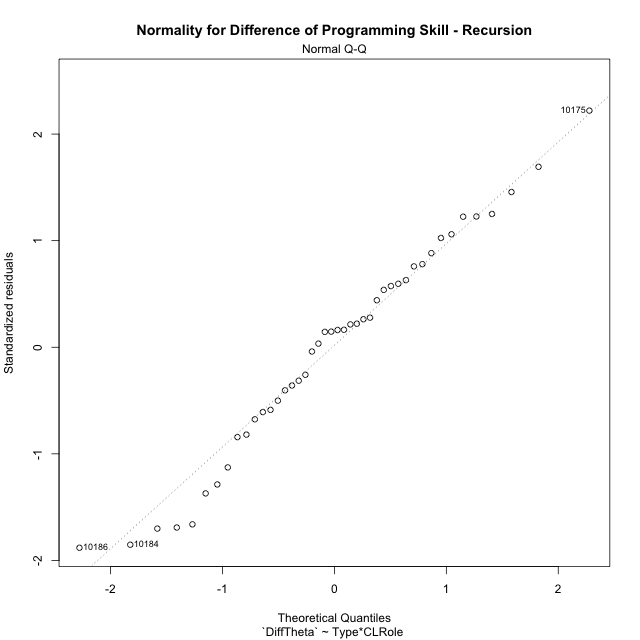 Normality for Difference of Programming Skill - Recursion
Normal Q-Q
10175
2
1
0
-1
-2
Standardized residuals
10186
10184
-2
-1
0
1
2
Theoretical Quantiles
`DiffTheta` ~ Type*CLRole